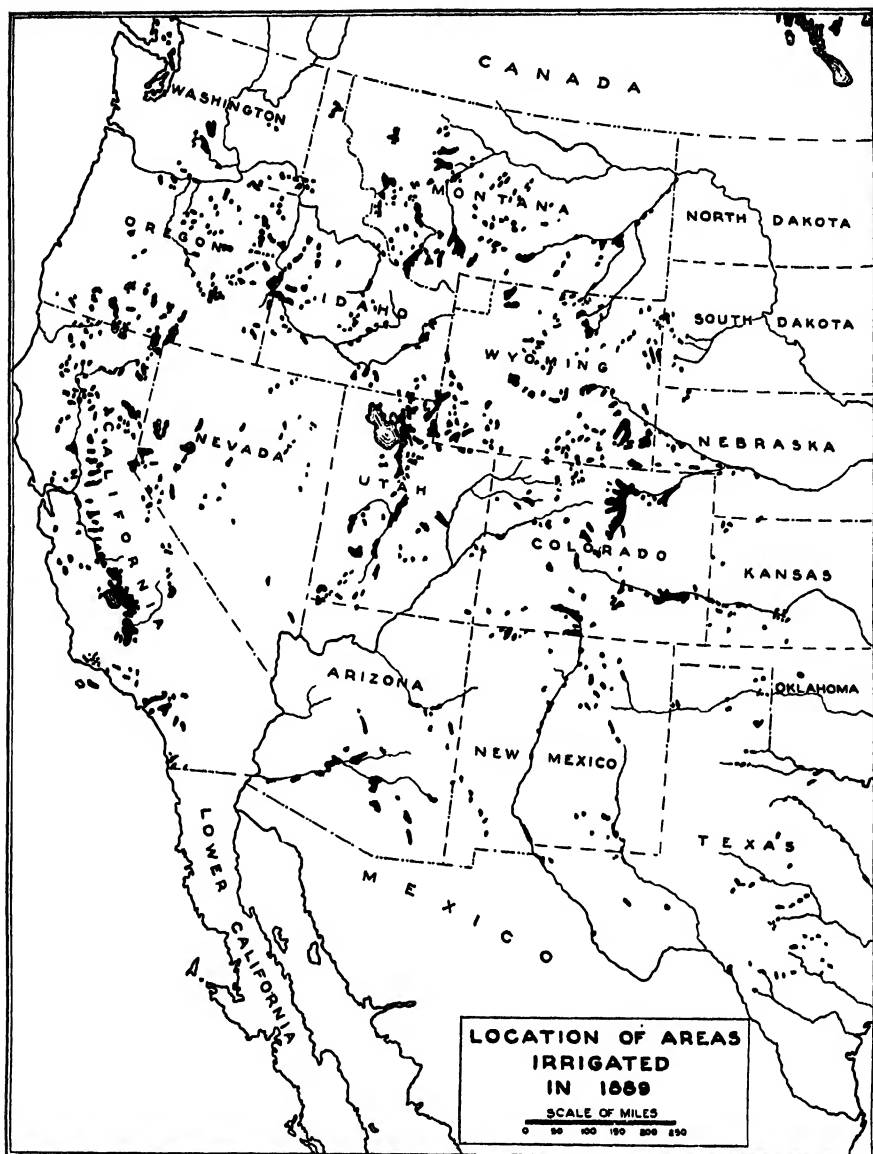 CANADA
WASHINGTON
MONTANA
NORTH DAKOTA
OREGON
IDAHO
SOUTH DAKOTA
WYOMING
NEVADA
NEBRASKA
CALIFORNIA
UTAH
COLORADO
KANSAS
ARIZONA
OKLAHOMA
NEW MEXICO
TEXAS
LOWER CALIFORNIA
MEXICO
LOCATION OF AREAS
IRRIGATED
IN 1889
SCALE OF MILES
0 50 100 150 200 250